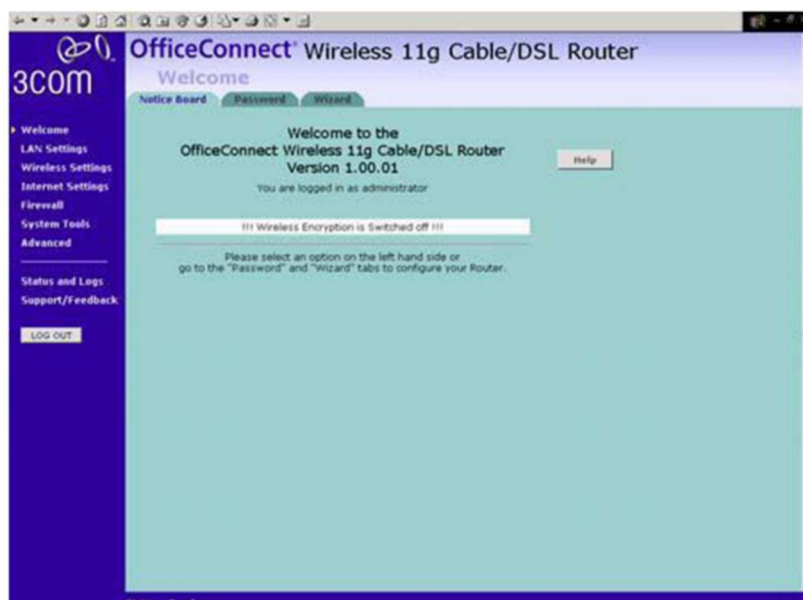 OfficeConnect® Wireless 11g Cable/DSL Router
3COM
Welcome
Notice Board Password Wizard
Welcome
LAN Settings
Wireless Settings
Internet Settings
Firewall
System Tools
Advanced
Status and Logs
Support/Feedback
LOG OUT
Welcome to the
OfficeConnect Wireless 11g Cable/DSL Router
Version 1.00.01
You are logged in as administrator
Help
!!! Wireless Encryption is Switched off !!!
Please select an option on the left hand side or
go to the "Password" and "Wizard" tabs to configure your Router.